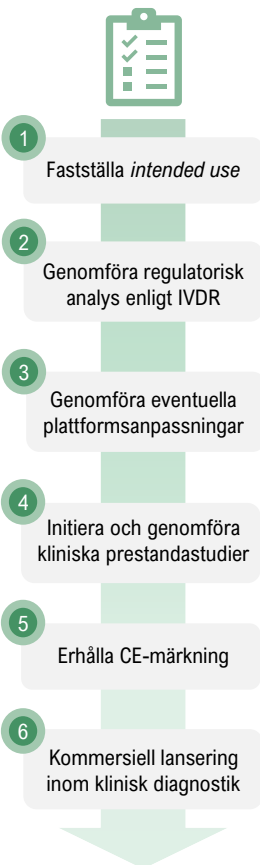 1
Fastställa intended use
2
Genomföra regulatorisk
analys enligt IVDR
3
Genomföra eventuella
plattformsanpassningar
4
Initiera och genomföra
kliniska prestandastudier
5
Erhålla CE-märkning
6
Kommersiell lansering
inom klinisk diagnostik